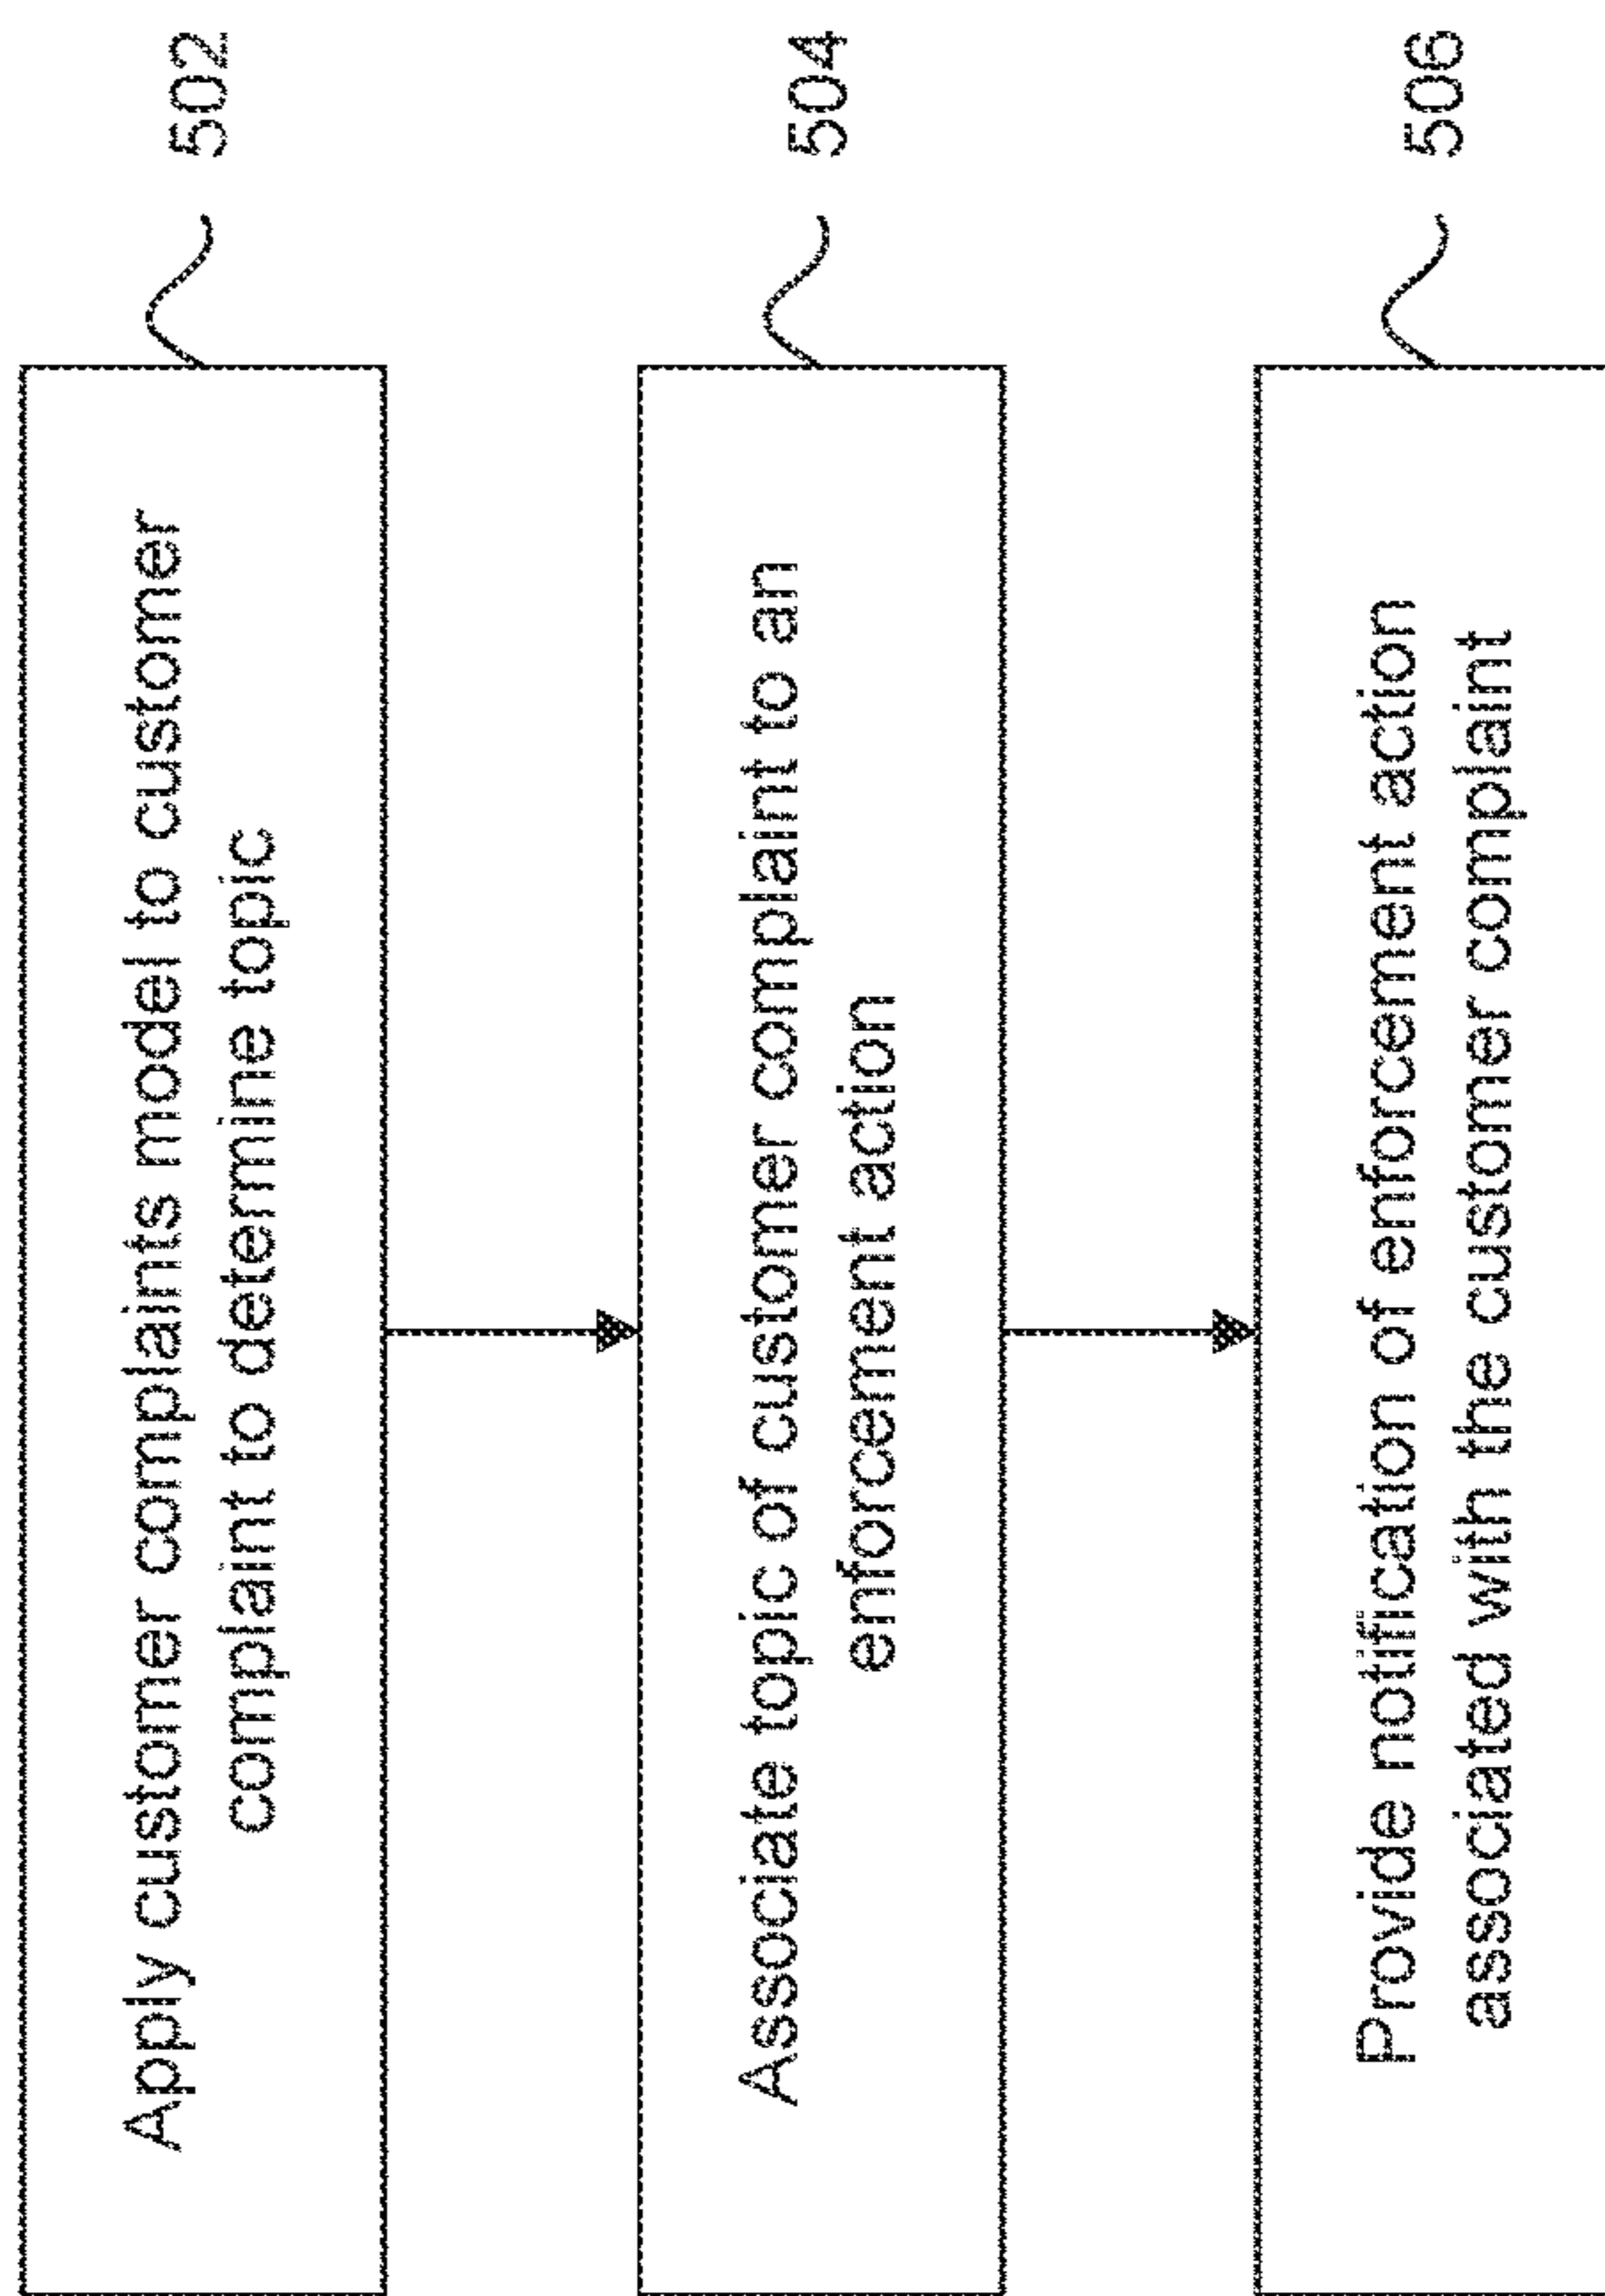 Apply customer complaints model to customer
complaint to determine topic
502
Associate topic of customer complaint to an
enforcement action
504
Provide notification of enforcement action
associated with the customer complaint
506